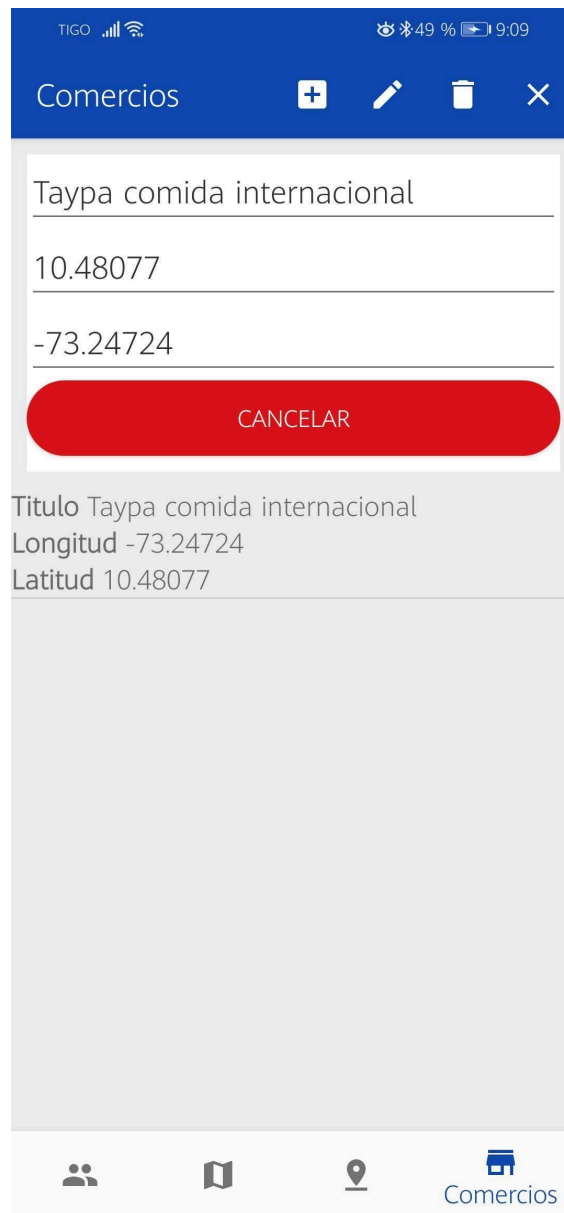 TIGO 49 % 9:09
Comercios
Taypa comida internacional
10.48077
-73.24724
CANCELAR
Titulo Taypa comida internacional
Longitud -73.24724
Latitud 10.48077
Comercios